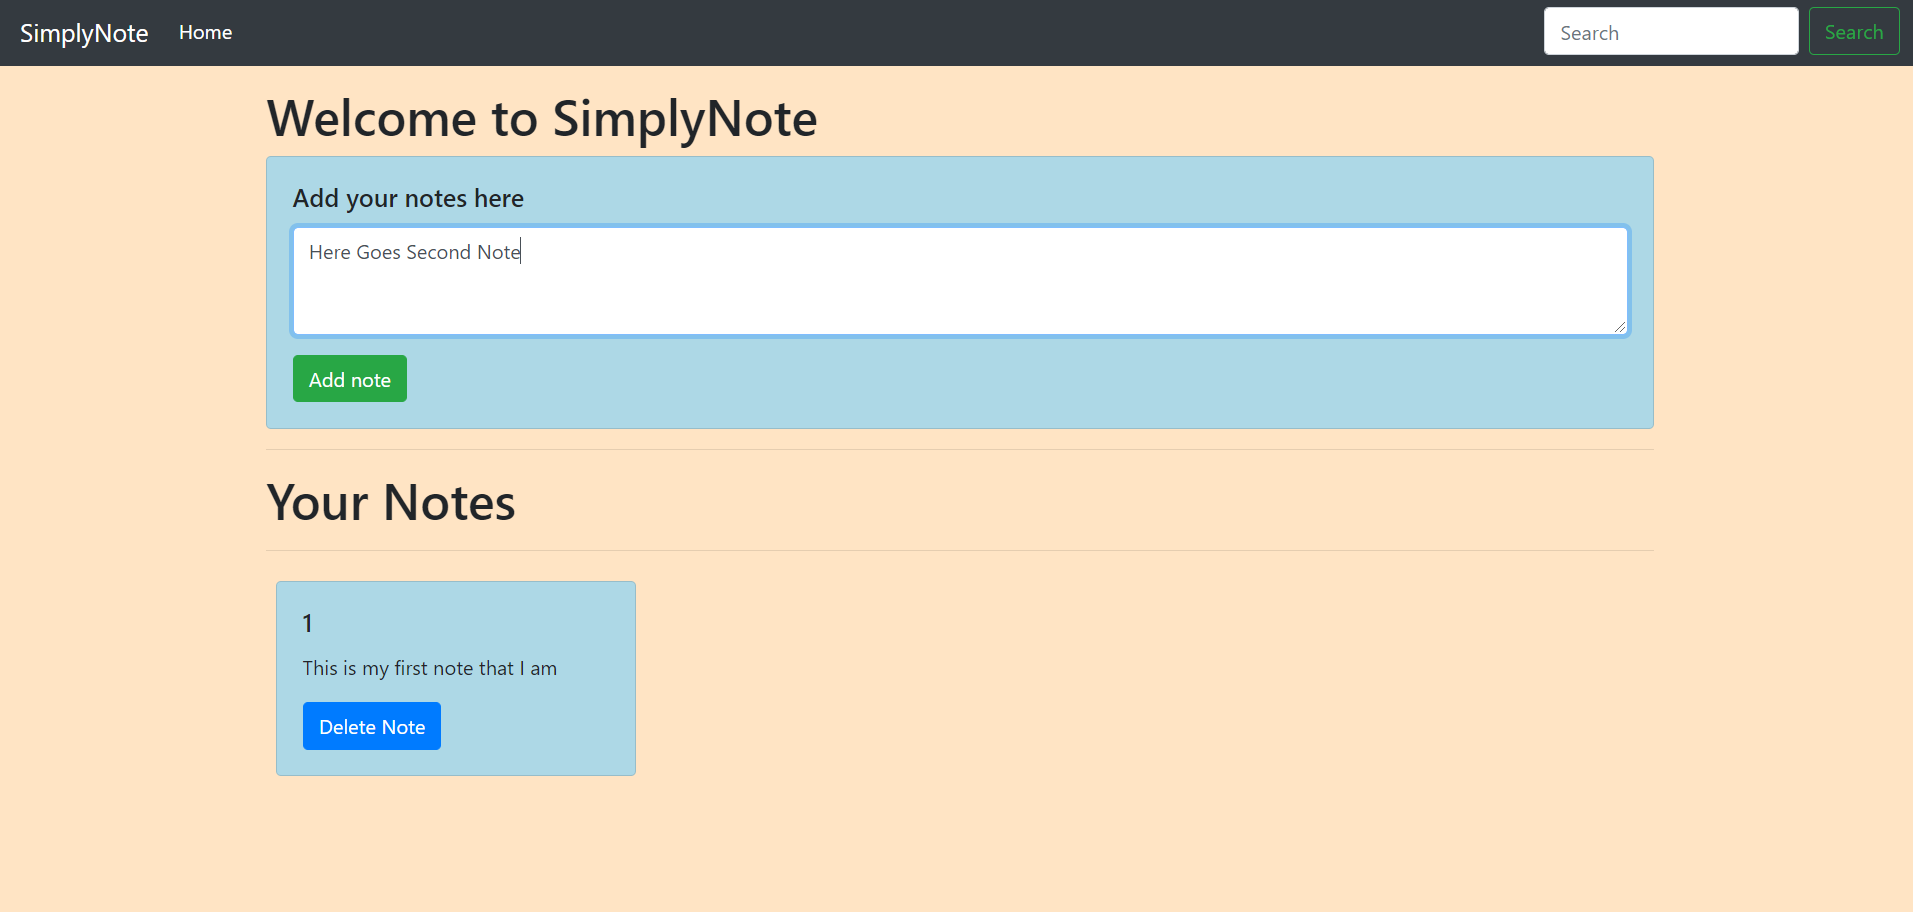 SimplyNote Home Search Search
Welcome to SimplyNote
Add your notes here
Here Goes Second Note
Add note
Your Notes
1
This is my first note that I am
Delete Note